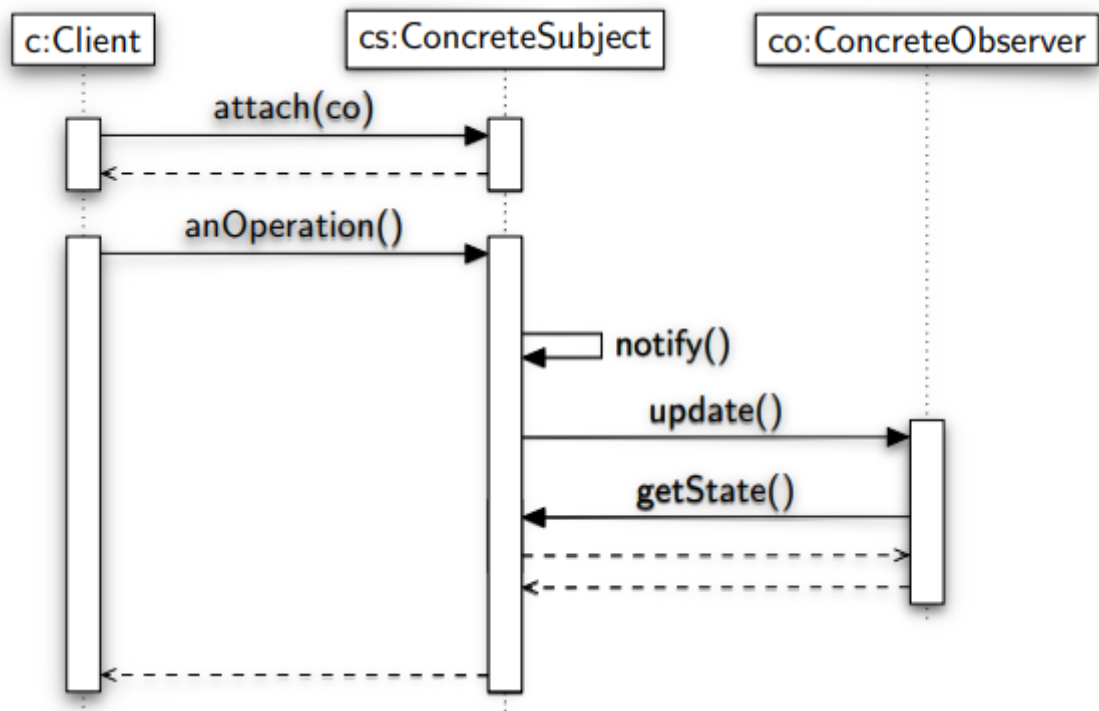 c:Client
cs:ConcreteSubject
co:ConcreteObserver
attach(co)
anOperation()
notify()
update()
getState()